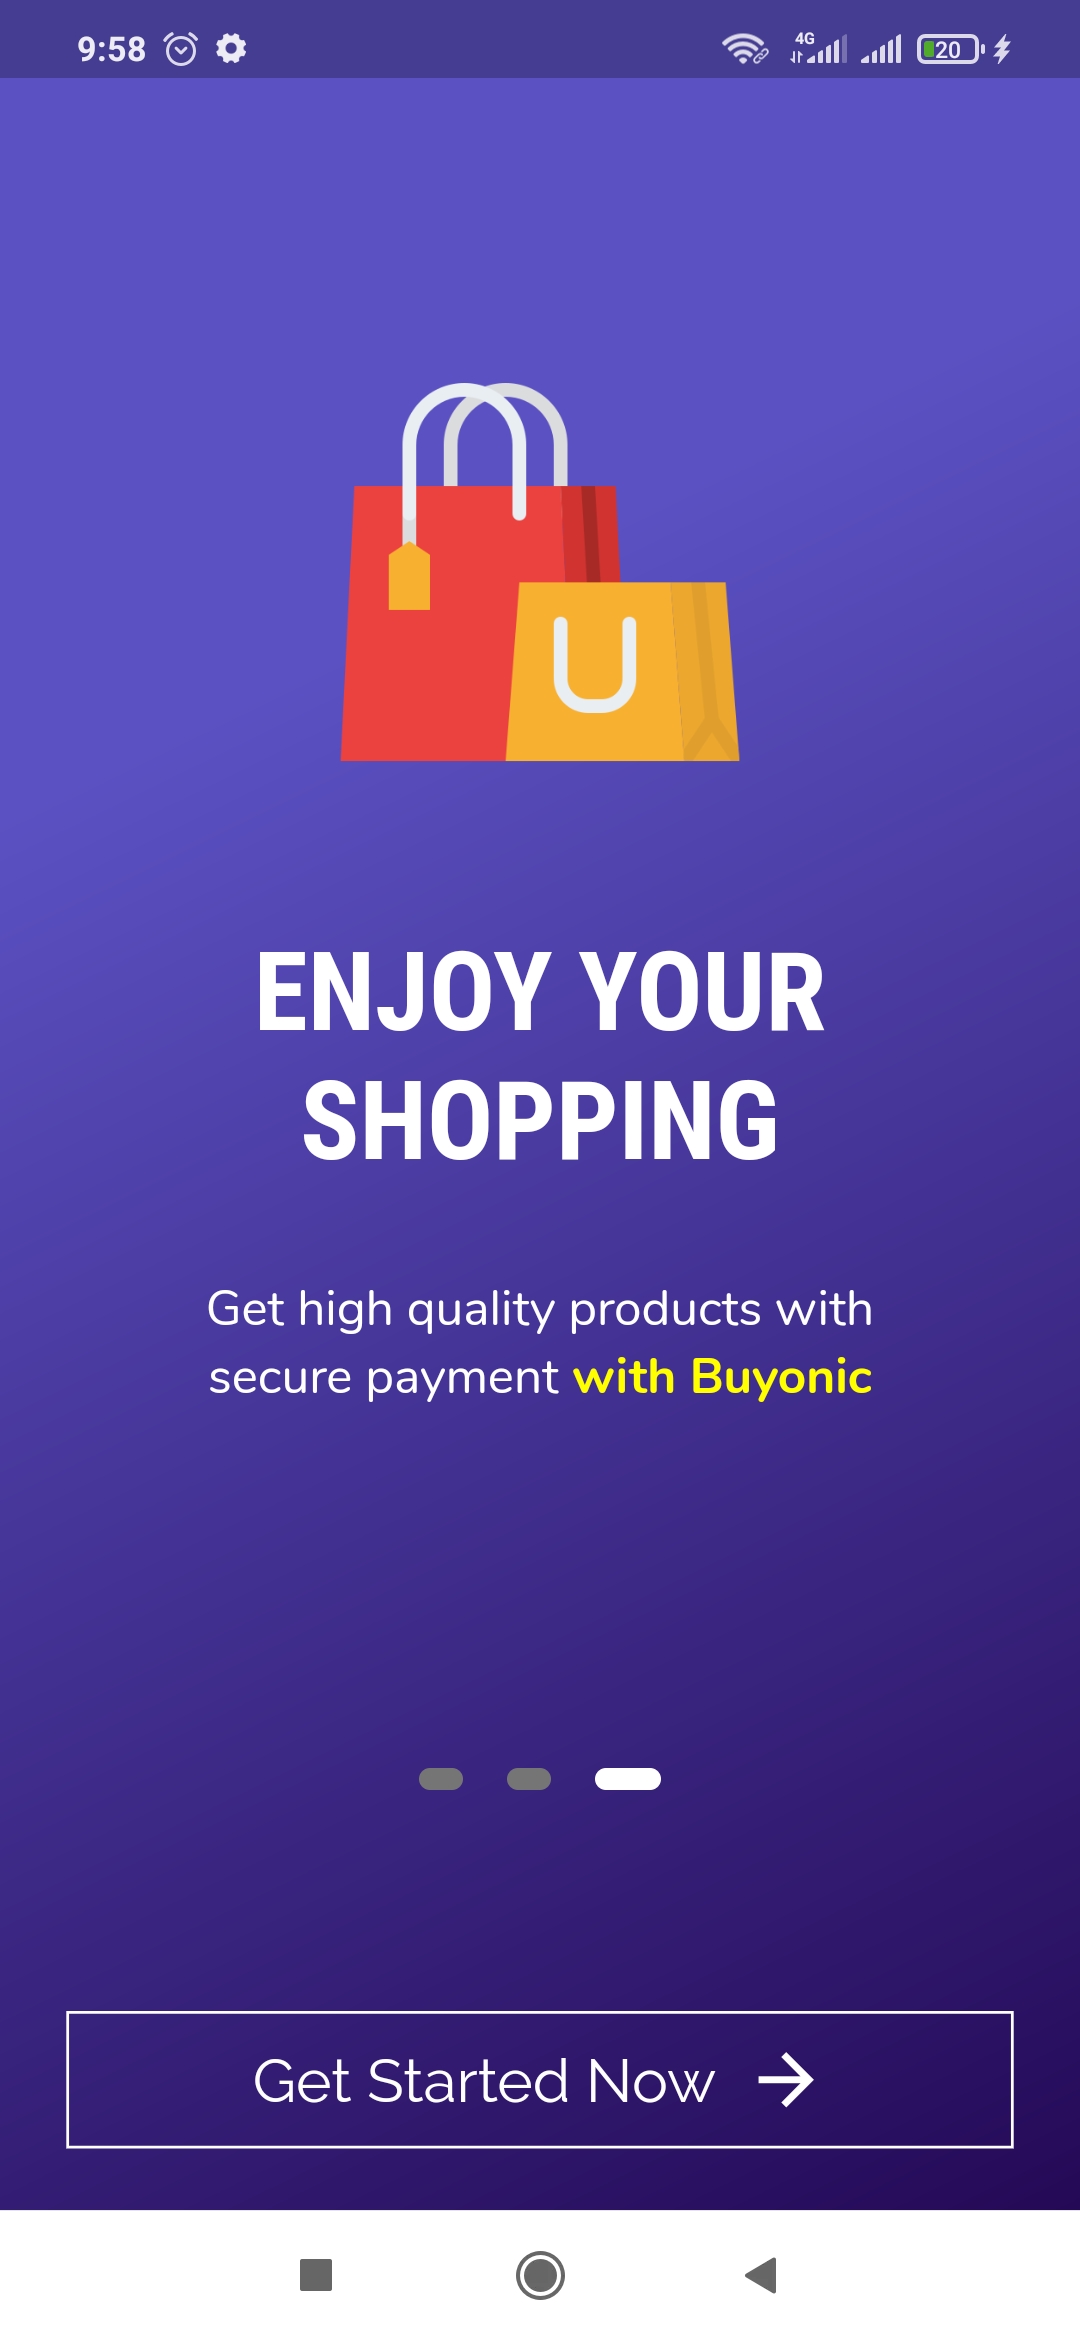 9:58 4G 20
ENJOY YOUR
SHOPPING
Get high quality products with
secure payment with Buyonic
Get Started Now